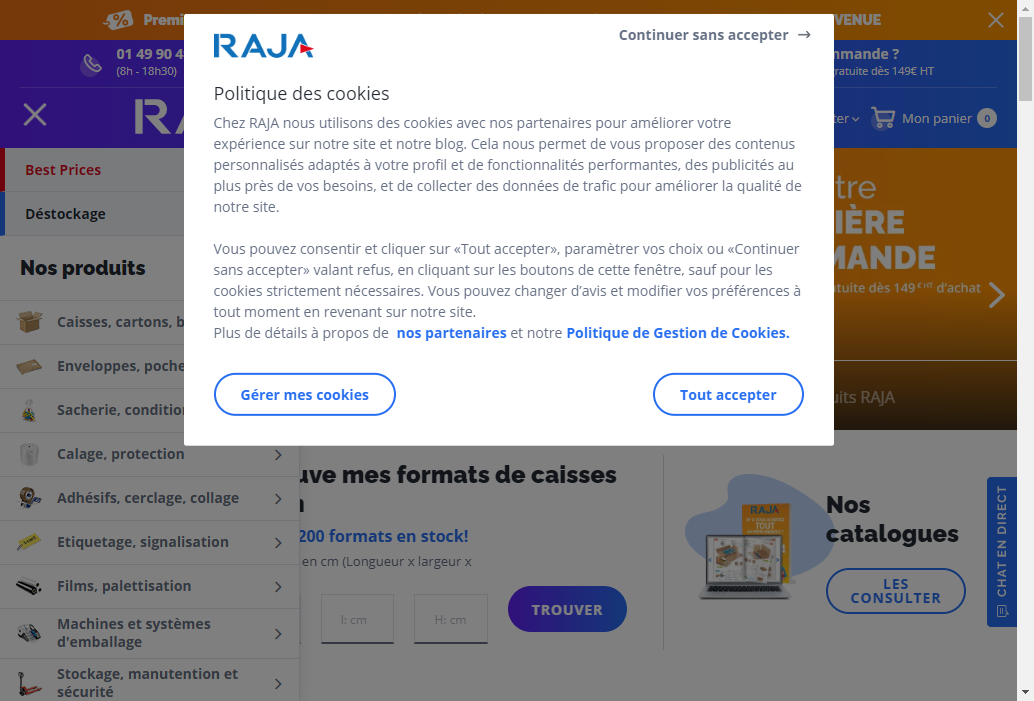 Premi
VENUE
01 49 90 4
(8h - 18h30)
mmande ?
ratuite dès 149€ HT
Mon panier 0
RAJA
Continuer sans accepter →
Politique des cookies
Chez RAJA nous utilisons des cookies avec nos partenaires pour améliorer votre
expérience sur notre site et notre blog. Cela nous permet de vous proposer des contenus
personnalisés adaptés à votre profil et de fonctionnalités performantes, des publicités au
plus près de vos besoins, et de collecter des données de trafic pour améliorer la qualité de
notre site.
Vous pouvez consentir et cliquer sur «Tout accepter», paramètrer vos choix ou «Continuer
sans accepter» valant refus, en cliquant sur les boutons de cette fenêtre, sauf pour les
cookies strictement nécessaires. Vous pouvez changer d’avis et modifier vos préférences à
tout moment en revenant sur notre site.
Plus de détails à propos de nos partenaires et notre Politique de Gestion de Cookies.
Gérer mes cookies
Tout accepter
Best Prices
Déstockage
Nos produits
Caisses, cartons, b
Enveloppes, poche
Sacherie, condition
Calage, protection
Adhésifs, cerclage, collage
Etiquetage, signalisation
Films, palettisation
Machines et systèmes
d'emballage
Stockage, manutention et
sécurité
tre
IÈRE
MANDE
atuite dès 149€ HT d’achat
uits RAJA
uve mes formats de caisses
200 formats en stock!
en cm (Longueur x largeur x
l: cm
H: cm
TROUVER
RAJA
TOUT
Nos
catalogues
LES
CONSULTER
CHAT EN DIRECT